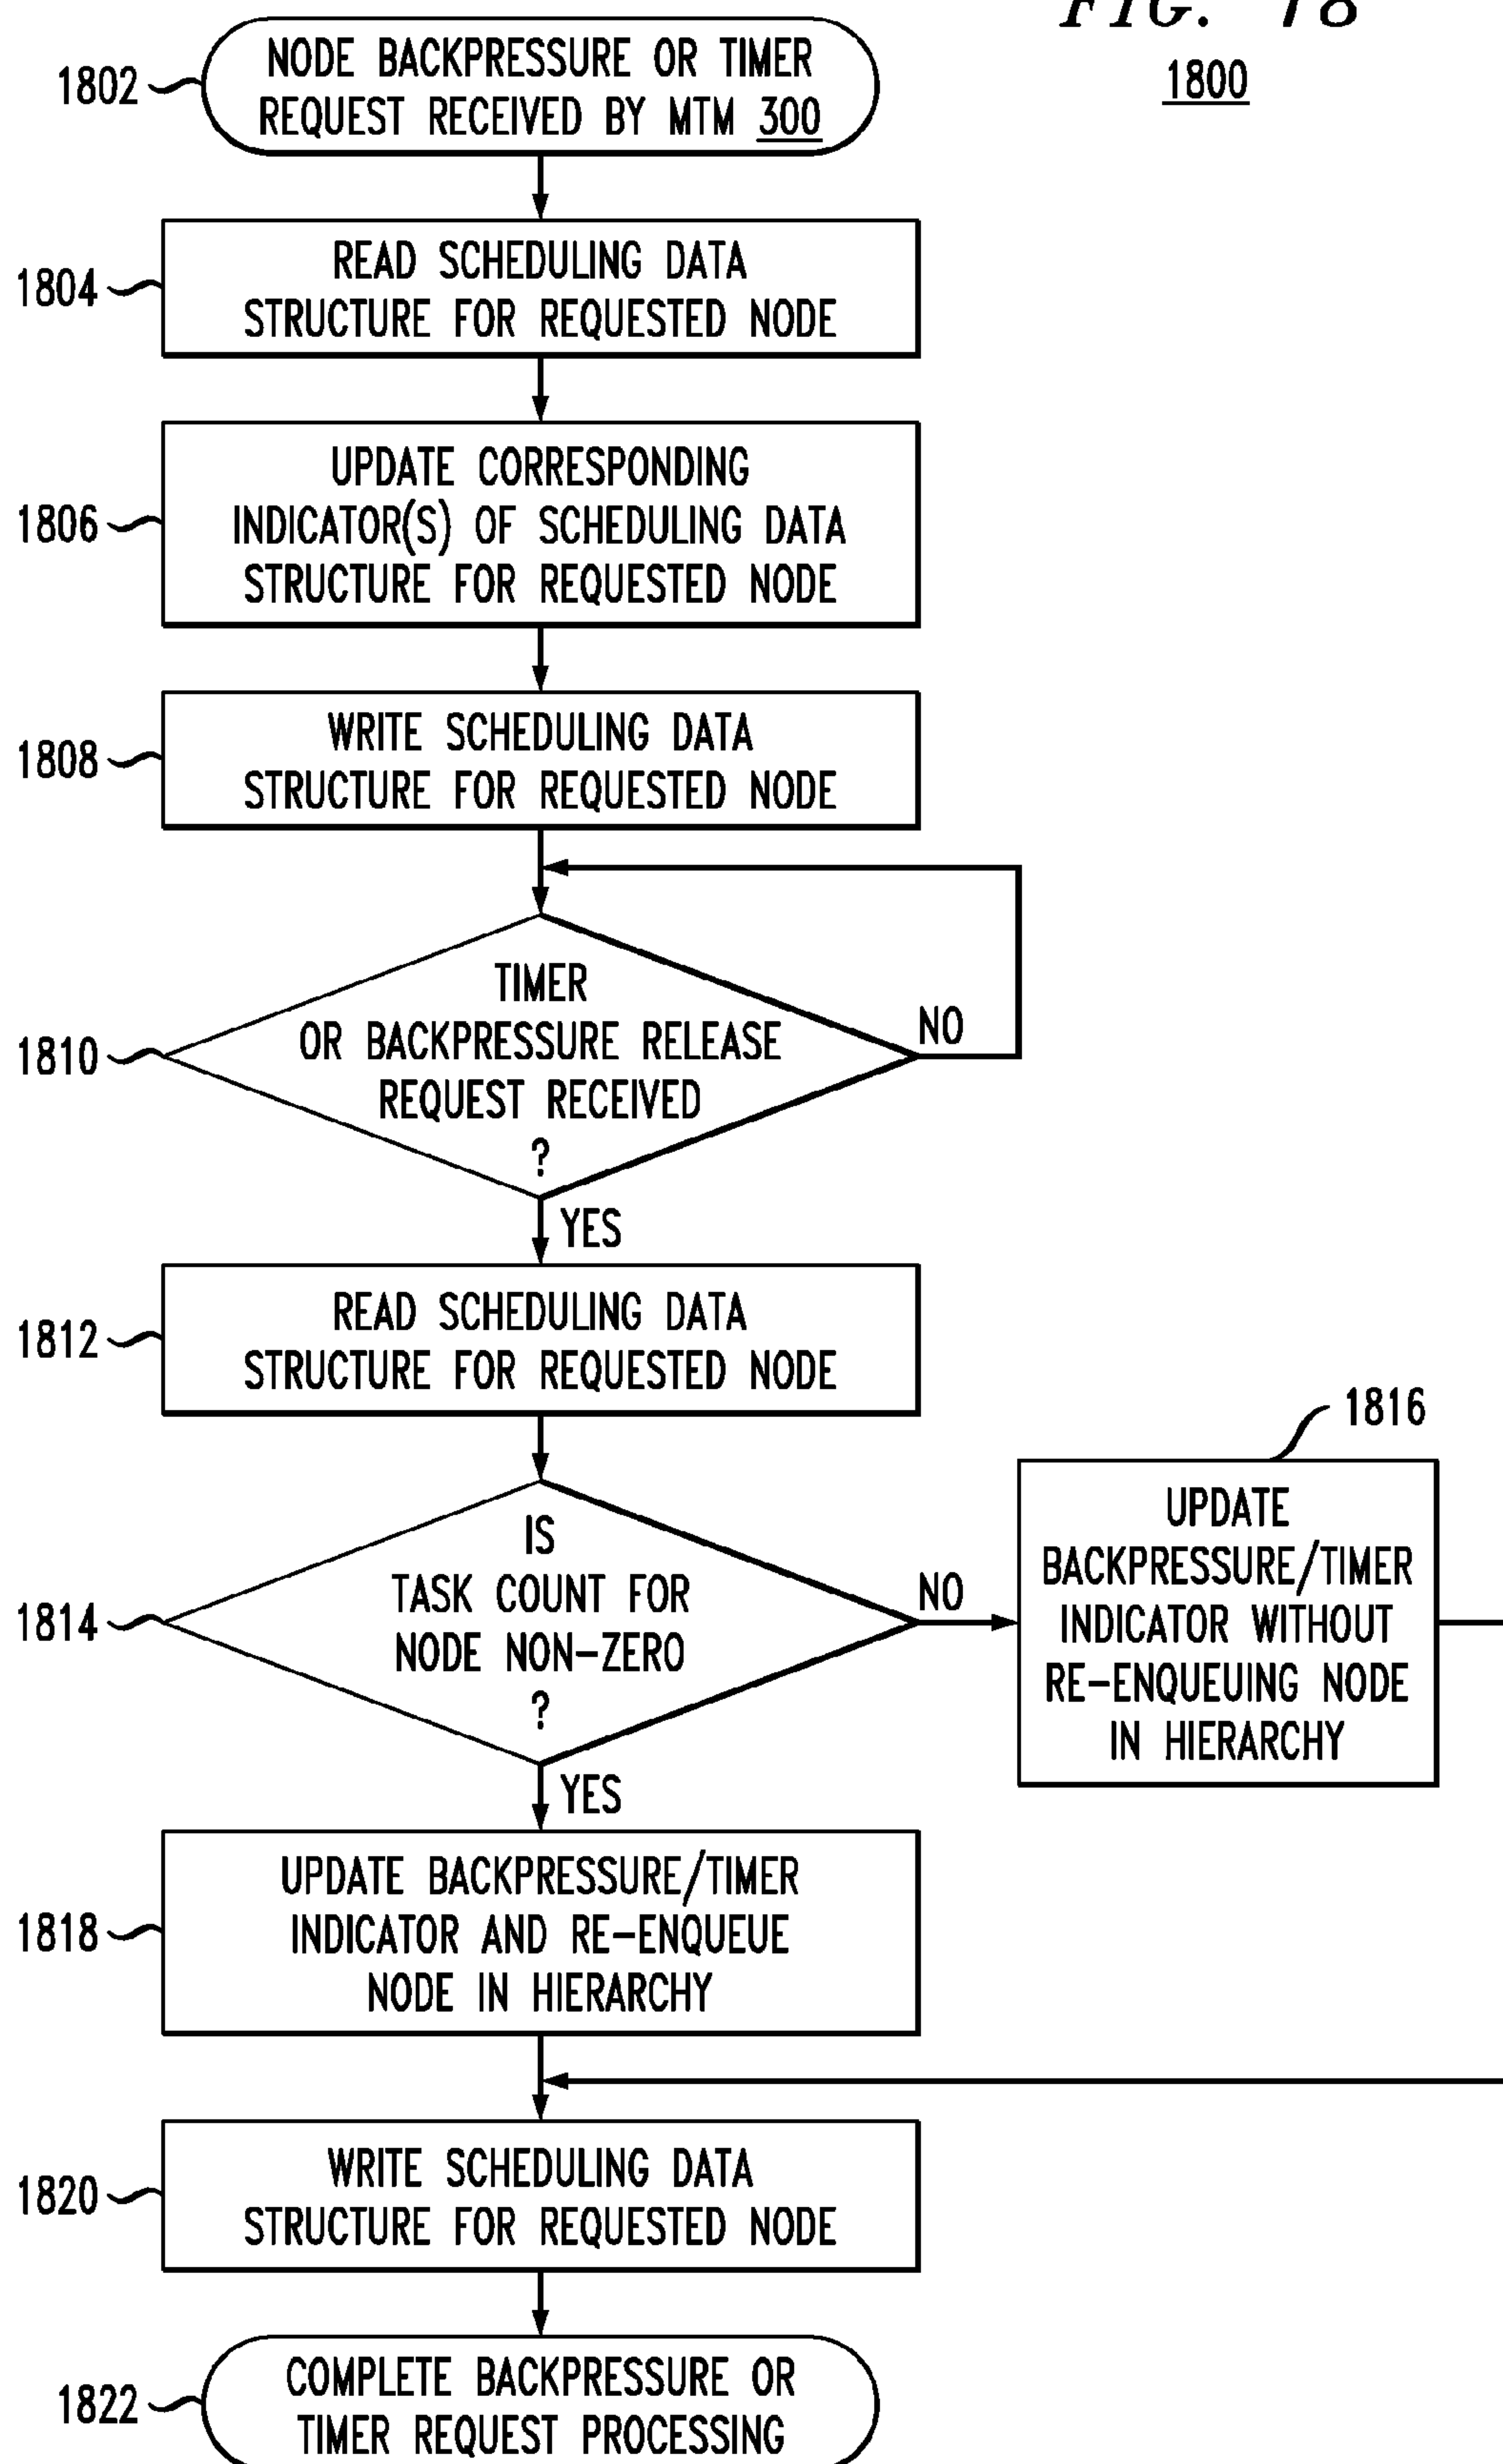 FIG. 18
1800
1802
NODE BACKPRESSURE OR TIMER
REQUEST RECEIVED BY MTM 300
1804
READ SCHEDULING DATA
STRUCTURE FOR REQUESTED NODE
1806
UPDATE CORRESPONDING
INDICATOR(S) OF SCHEDULING DATA
STRUCTURE FOR REQUESTED NODE
1808
WRITE SCHEDULING DATA
STRUCTURE FOR REQUESTED NODE
1810
TIMER
OR BACKPRESSURE RELEASE
REQUEST RECEIVED
?
NO
YES
1812
READ SCHEDULING DATA
STRUCTURE FOR REQUESTED NODE
1814
IS
TASK COUNT FOR
NODE NON-ZERO
?
NO
1816
UPDATE
BACKPRESSURE/TIMER
INDICATOR WITHOUT
RE-ENQUEUING NODE
IN HIERARCHY
YES
1818
UPDATE BACKPRESSURE/TIMER
INDICATOR AND RE-ENQUEUE
NODE IN HIERARCHY
1820
WRITE SCHEDULING DATA
STRUCTURE FOR REQUESTED NODE
1822
COMPLETE BACKPRESSURE OR
TIMER REQUEST PROCESSING